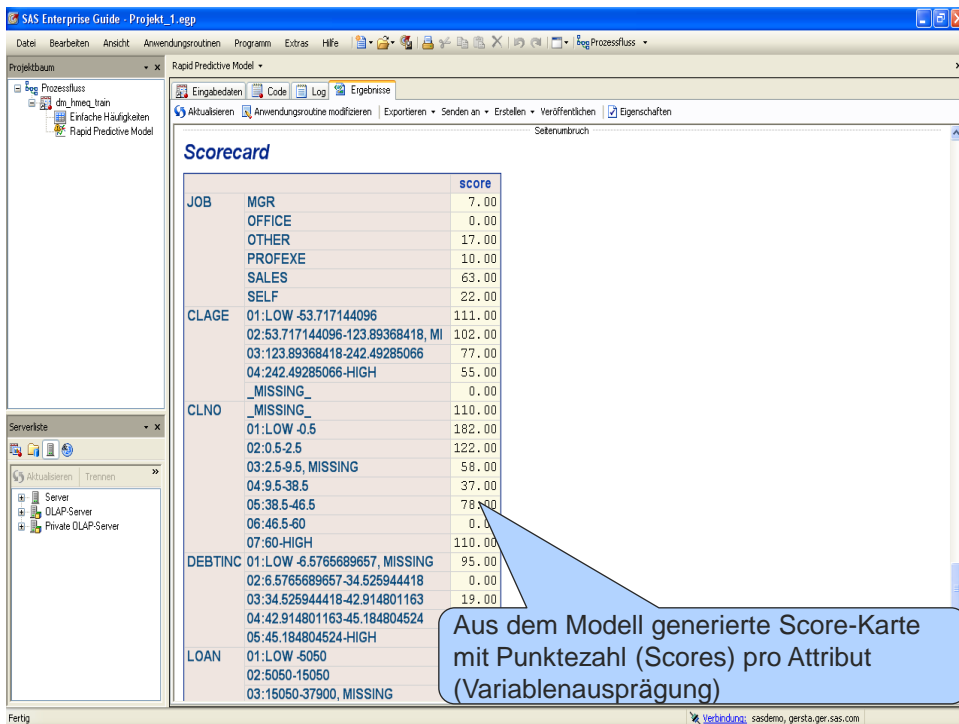 SAS Enterprise Guide - Projekt_1.egp
Datei Bearbeiten Ansicht Anwendungsroutinen Programm Extras Hilfe Prozessfluss
Projektbaum
Prozessfluss
dm_hmeq_train
Einfache Häufigkeiten
Rapid Predictive Model
Rapid Predictive Model
Eingabedaten Code Log Ergebnisse
Aktualisieren Anwendungsroutine modifizieren Exportieren Senden an Erstellen Veröffentlichen Eigenschaften
Seitenumbruch
Scorecard
score
JOB MGR 7.00
OFFICE 0.00
OTHER 17.00
PROFEXE 10.00
SALES 63.00
SELF 22.00
CLAGE 01:LOW -53.717144096 111.00
02:53.717144096-123.89368418, MI 102.00
03:123.89368418-242.49285066 77.00
04:242.49285066-HIGH 55.00
_MISSING_ 0.00
CLNO _MISSING_ 110.00
01:LOW -0.5 182.00
02:0.5-2.5 122.00
03:2.5-9.5, MISSING 58.00
04:9.5-38.5 37.00
05:38.5-46.5 78.00
06:46.5-60 0.0
07:60-HIGH 110.00
DEBTINC 01:LOW -6.5765689657, MISSING 95.00
02:6.5765689657-34.525944418 0.00
03:34.525944418-42.914801163 19.00
04:42.914801163-45.184804524
05:45.184804524-HIGH
LOAN 01:LOW -5050
02:5050-15050
03:15050-37900, MISSING
Aus dem Modell generierte Score-Karte
mit Punktezahl (Scores) pro Attribut
(Variablenausprägung)
Serverliste
Aktualisieren Trennen »
Server
OLAP-Server
Private OLAP-Server
Fertig
Verbindung: sasdemo, gersta.ger.sas.com